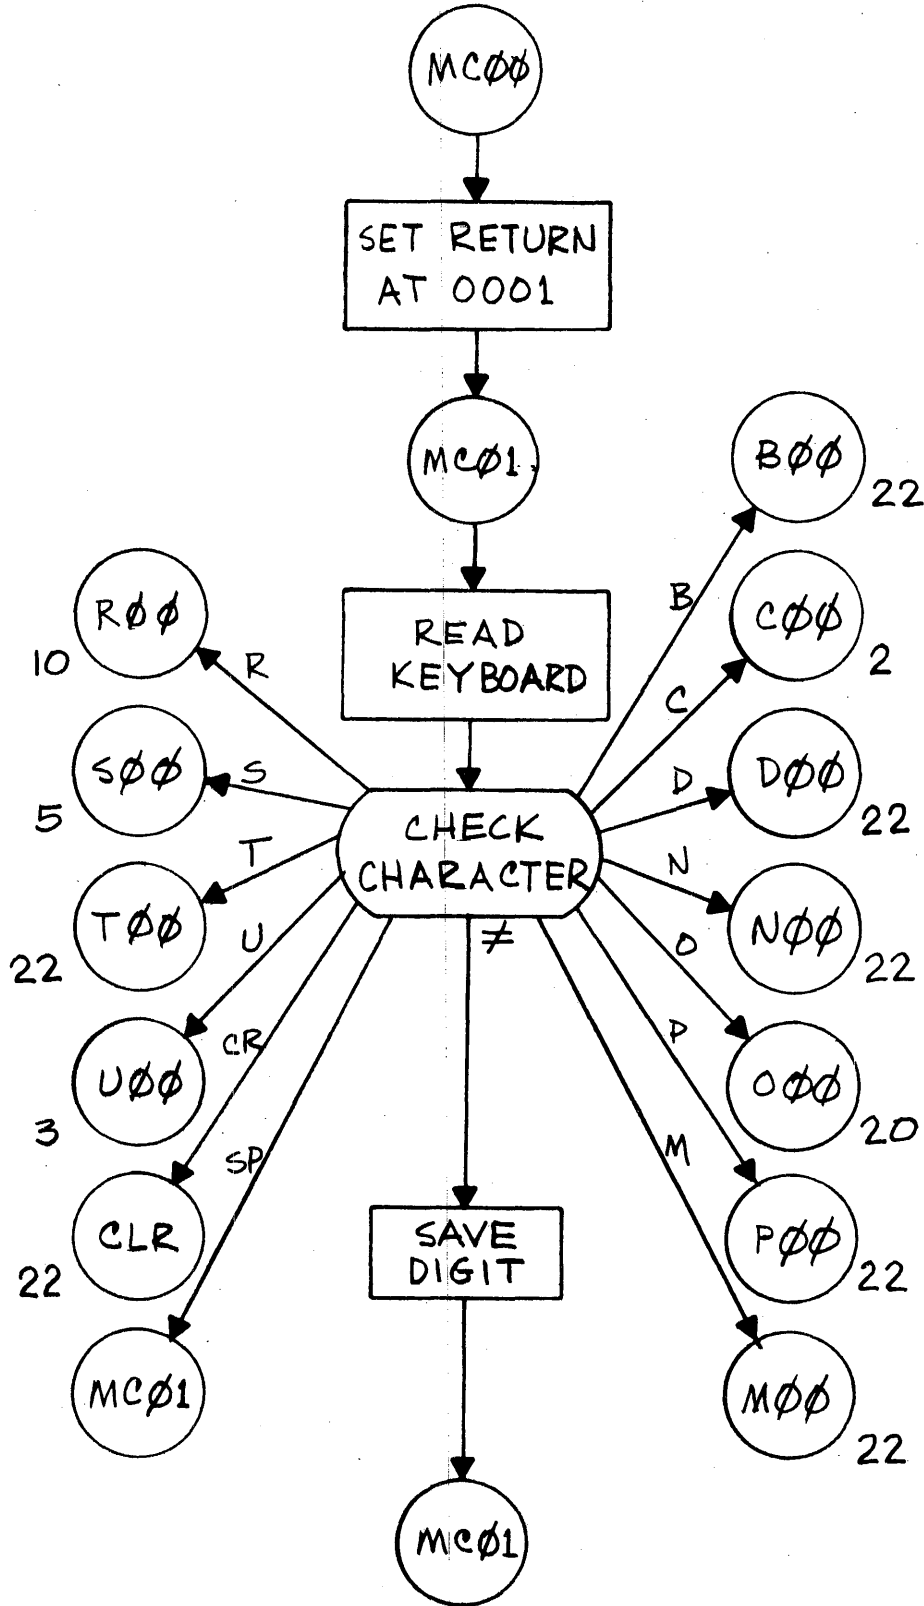 MCØØ
SET RETURN
AT 0001
MCØ1
BØØ
22
B
READ
KEYBOARD
RØØ
10
R
CØØ
2
C
SØØ
5
S
DØØ
22
D
CHECK
CHARACTER
T
TØØ
22
N
NØØ
22
≠
U
UØØ
3
O
OØØ
20
CR
CLR
22
P
PØØ
22
SP
MCØ1
M
MØØ
22
SAVE
DIGIT
MCØ1